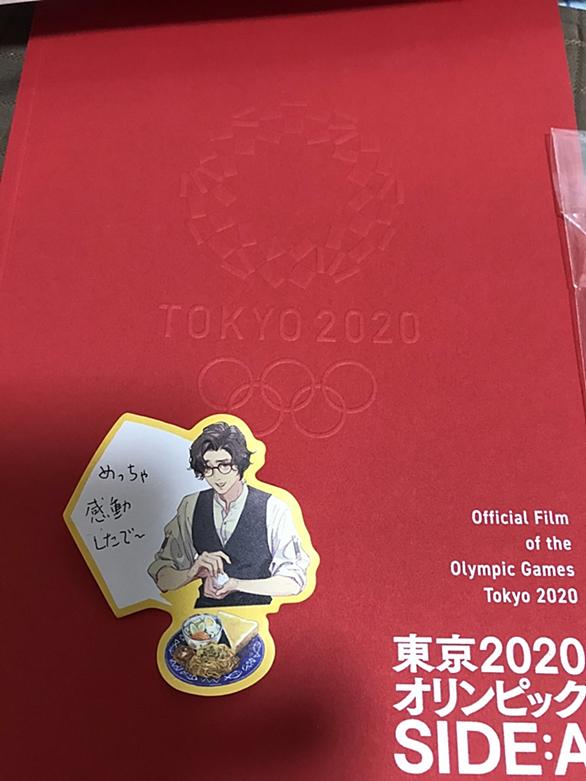 TOKYO 2020
めっちゃ
感動
したで～
Official Film
of the
Olympic Games
Tokyo 2020
東京2020
オリンピック
SIDE:A